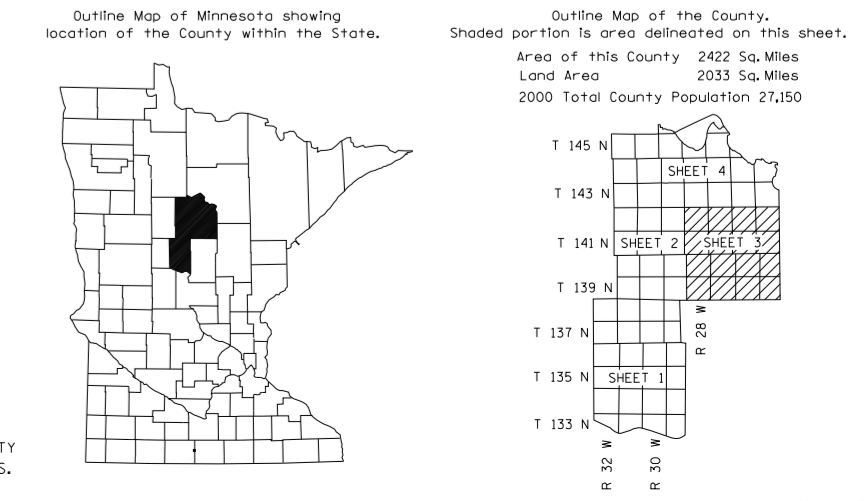 Outline Map of Minnesota showing
location of the County within the State.
Outline Map of the County.
Shaded portion is area delineated on this sheet.
Area of this County 2422 Sq. Miles
Land Area 2033 Sq. Miles
2000 Total County Population 27,150
T 145 N
SHEET 4
T 143 N
T 141 N
SHEET 2
SHEET 3
T 139 N
R 28 W
T 137 N
T 135 N
SHEET 1
T 133 N
R 32 W
R 30 W
TY
S.